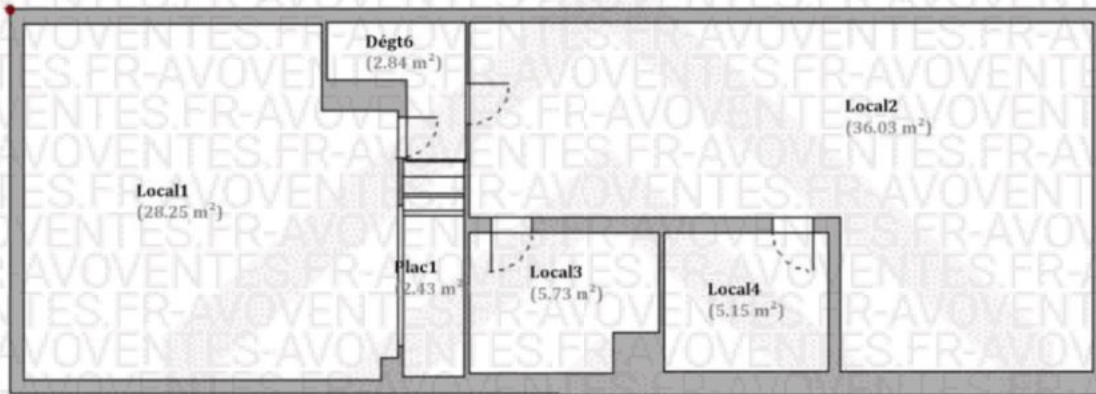 Dégt6
(2.84 m²)
Local2
(36.03 m²)
Local1
(28.25 m²)
Plac1
(2.43 m²
Local3
(5.73 m²)
Local4
(5.15 m²)
AVOVENTES.FR-AVOVENTES.FR-AVOVENTES.FR